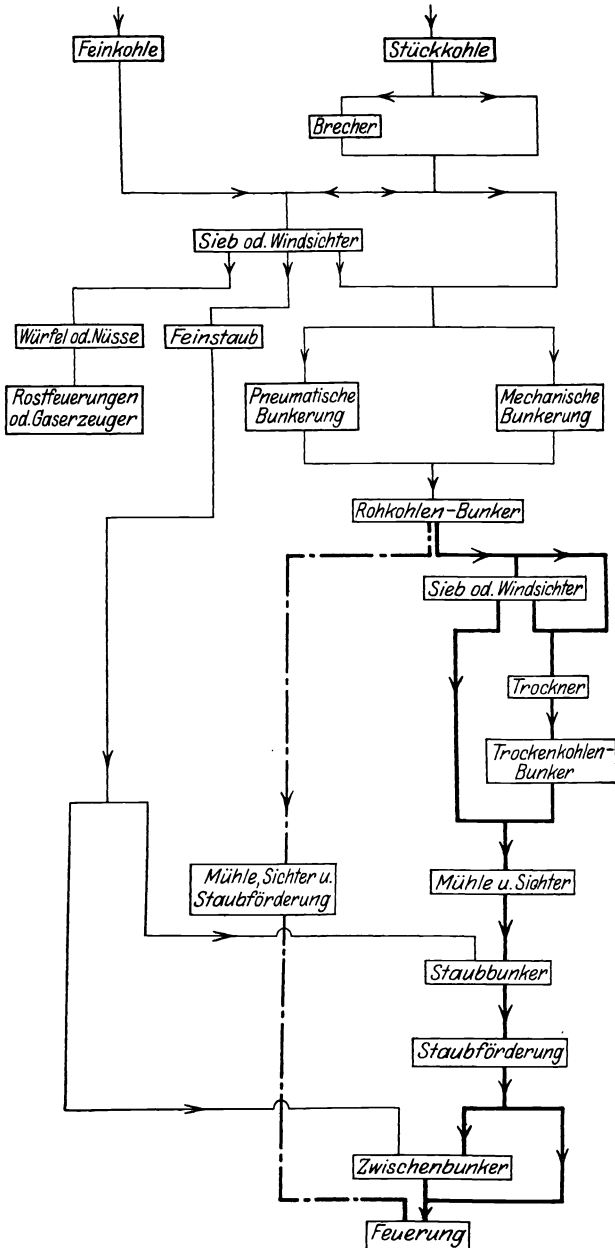 Feinkohle
Stückkohle
Brecher
Sieb od. Windsichter
Würfel od. Nüsse
Feinstaub
Rostfeuerungen
od. Gaserzeuger
Pneumatische
Bunkerung
Mechanische
Bunkerung
Rohkohlen-Bunker
Sieb od. Windsichter
Trockner
Trockenkohlen-
Bunker
Mühle, Sichter u.
Staubförderung
Mühle u. Sichter
Staubbunker
Staubförderung
Zwischenbunker
Feuerung